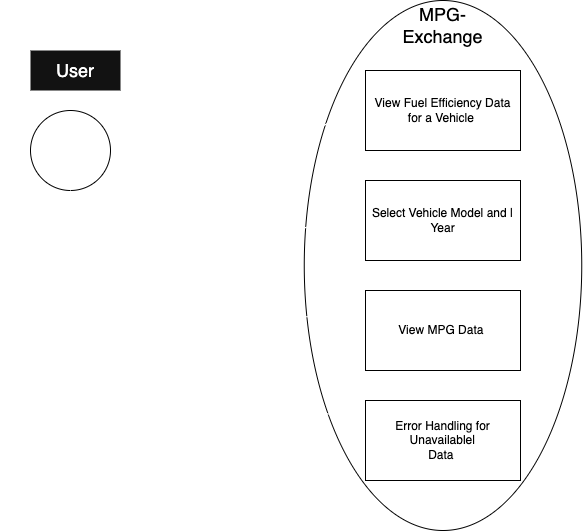 MPG-
Exchange
User
View Fuel Efficiency Data
for a Vehicle
Select Vehicle Model and l
Year
View MPG Data
Error Handling for
Unavailablel
Data